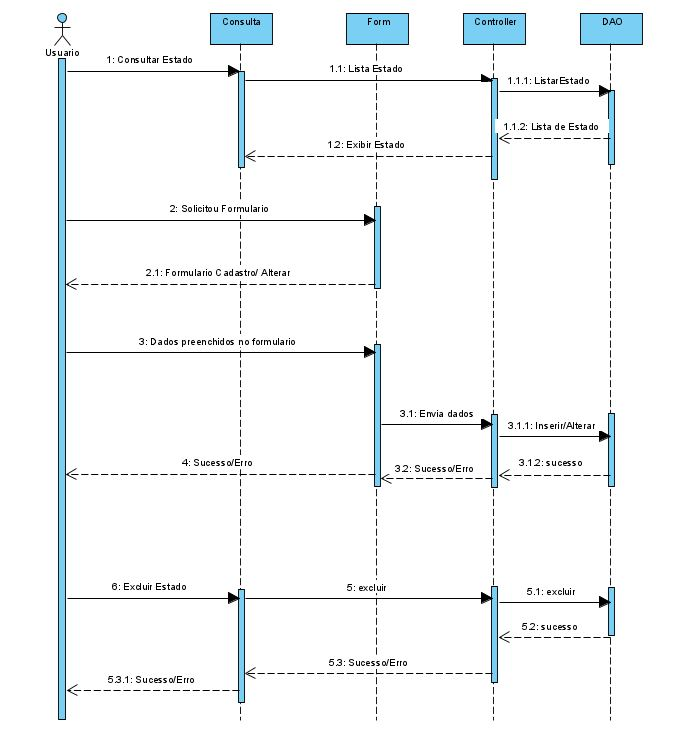 Consulta
Form
Controller
DAO
Usuario
1: Consultar Estado
1.1: Lista Estado
1.1.1: ListarEstado
1.1.2: Lista de Estado
1.2: Exibir Estado
2: Solicitou Formulario
2.1: Formulario Cadastro/ Alterar
3: Dados preenchidos no formulario
3.1: Envia dados
3.1.1: Inserir/Alterar
4: Sucesso/Erro
3.2: Sucesso/Erro
3.1.2: sucesso
6: Excluir Estado
5: excluir
5.1: excluir
5.2: sucesso
5.3: Sucesso/Erro
5.3.1: Sucesso/Erro